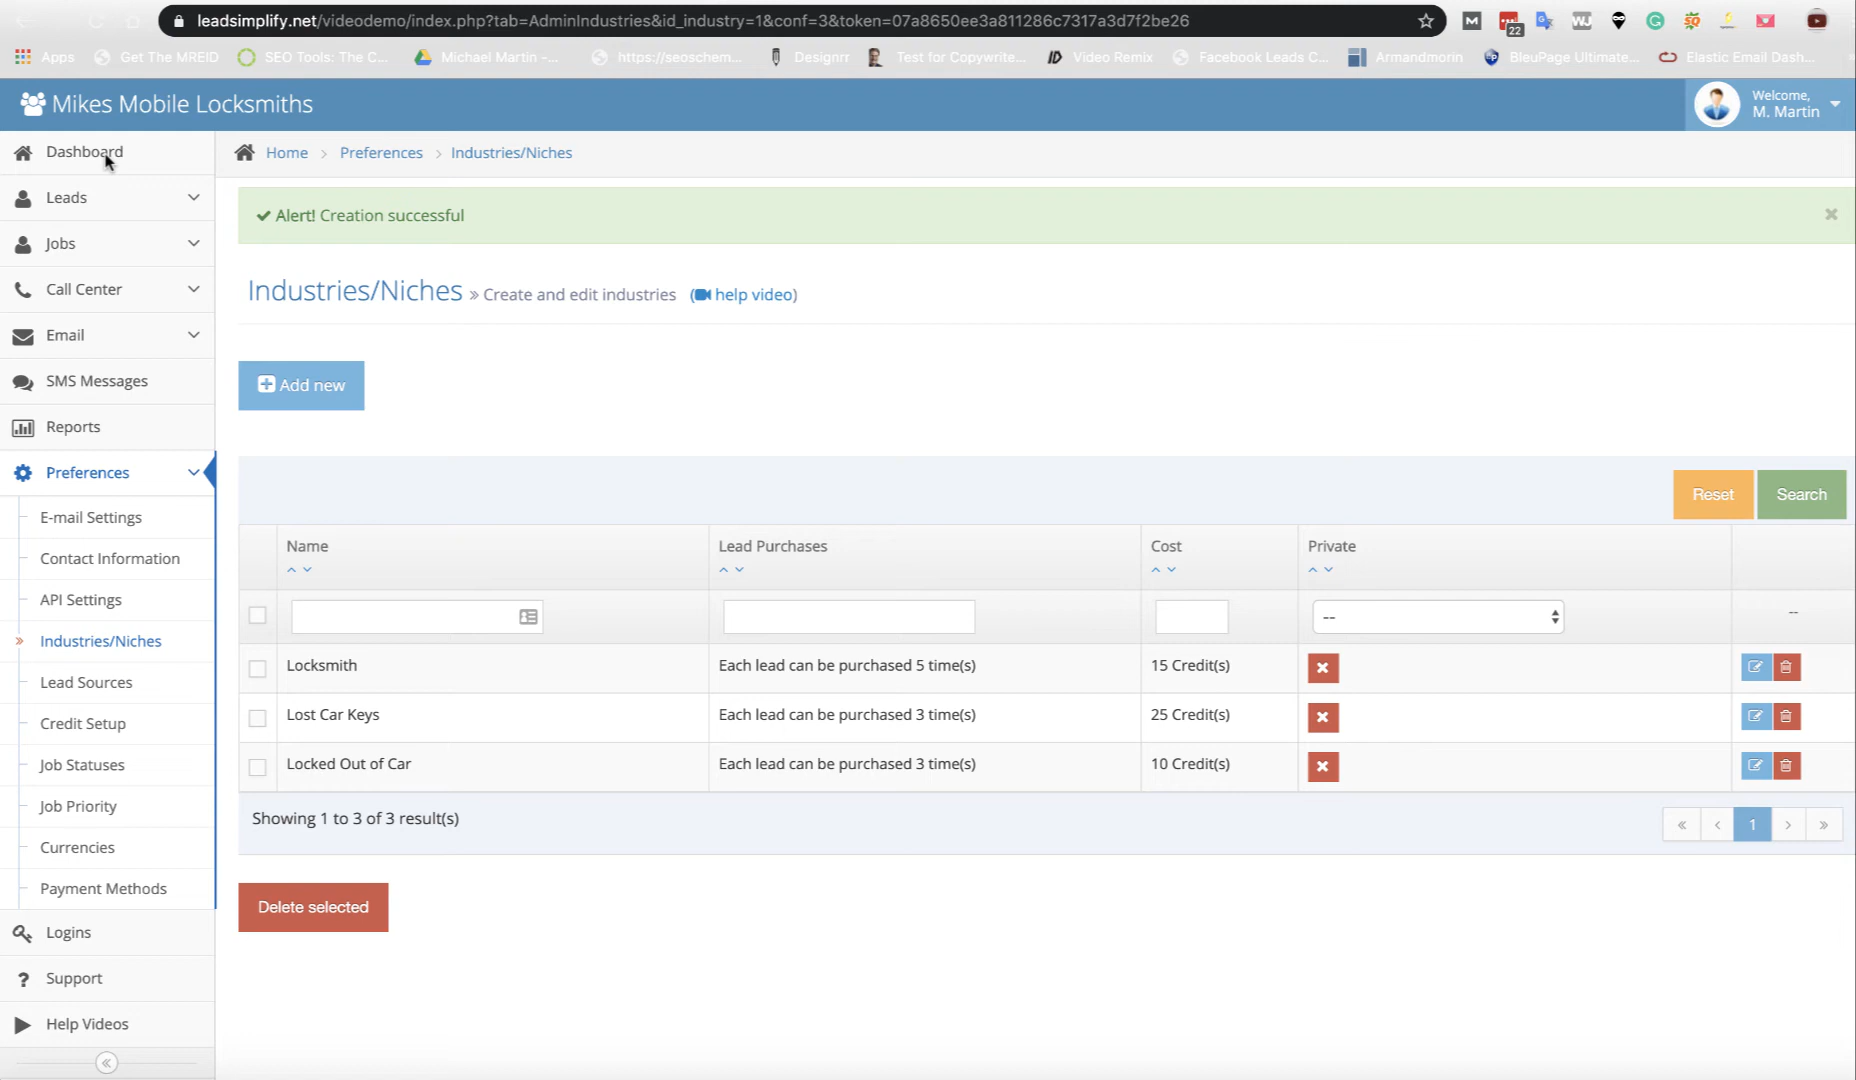 leadsimplify.net/videodemo/index.php?tab=AdminIndustries&id_industry=1&conf=3&token=07a8650ee3a811286c7317a3d7f2be26
22
Apps Get The MREID SEO Tools: The C... Michael Martin -... https://seoschem... Designrr Test for Copywrite... Video Remix Facebook Leads C... Armandmorin BleuPage Ultimate... Elastic Email Dash...
Mikes Mobile Locksmiths
Welcome,
M. Martin
Dashboard
Leads
Jobs
Call Center
Email
SMS Messages
Reports
Preferences
E-mail Settings
Contact Information
API Settings
Industries/Niches
Lead Sources
Credit Setup
Job Statuses
Job Priority
Currencies
Payment Methods
Logins
Support
Help Videos
Home > Preferences > Industries/Niches
Alert! Creation successful
Industries/Niches » Create and edit industries (help video)
Add new
Reset Search
Name Lead Purchases Cost Private
-- --
Locksmith Each lead can be purchased 5 time(s) 15 Credit(s)
Lost Car Keys Each lead can be purchased 3 time(s) 25 Credit(s)
Locked Out of Car Each lead can be purchased 3 time(s) 10 Credit(s)
Showing 1 to 3 of 3 result(s)
« ‹ 1 › »
Delete selected